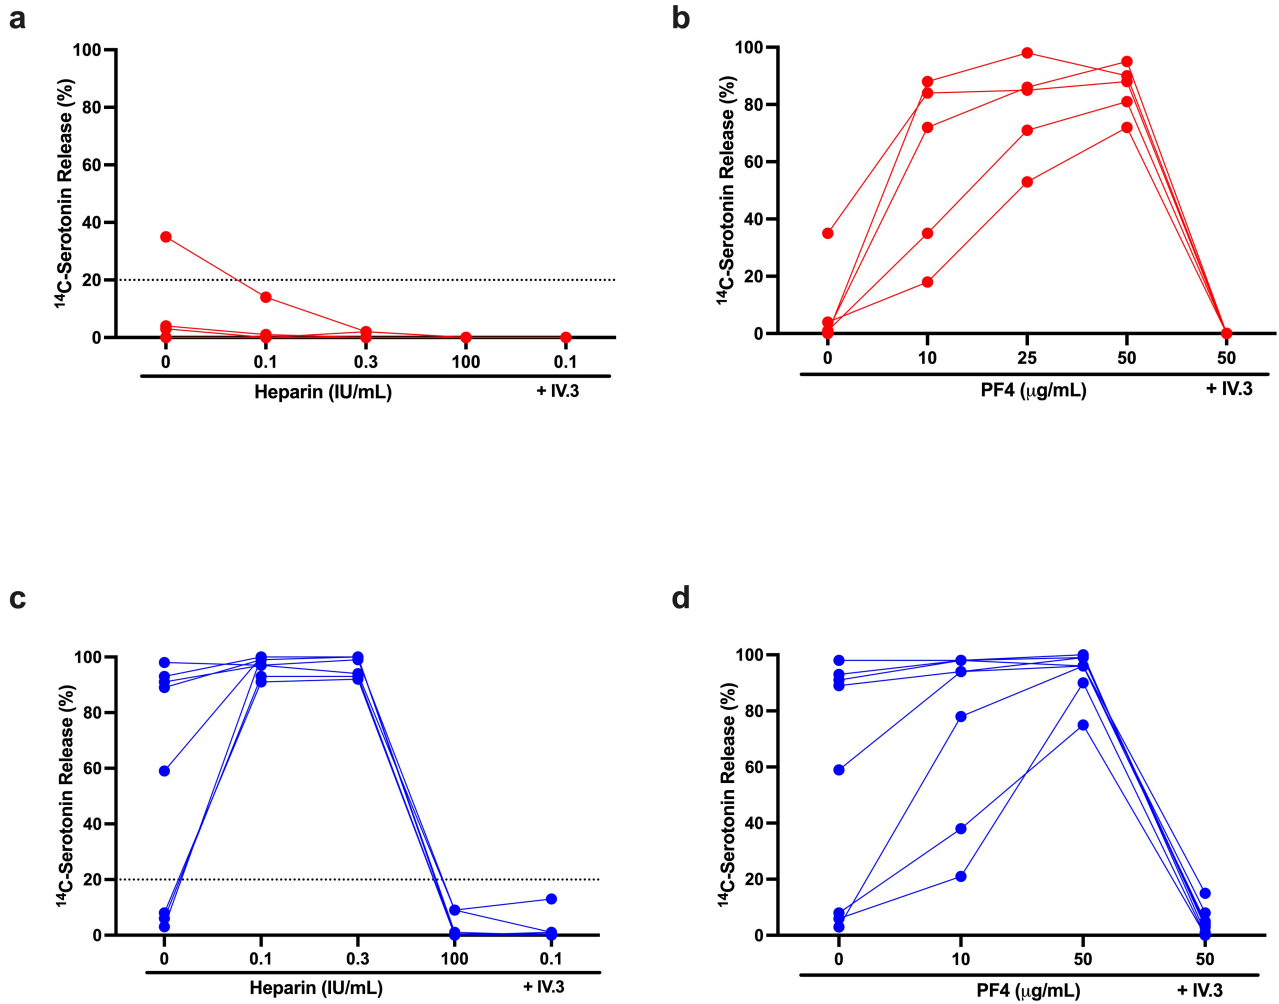 a
¹⁴C-Serotonin Release (%)
100
80
60
40
20
0
0 0.1 0.3 100 0.1
Heparin (IU/mL) + IV.3
b
¹⁴C-Serotonin Release (%)
100
80
60
40
20
0
0 10 25 50 50
PF4 (μg/mL) + IV.3
c
¹⁴C-Serotonin Release (%)
100
80
60
40
20
0
0 0.1 0.3 100 0.1
Heparin (IU/mL) + IV.3
d
¹⁴C-Serotonin Release (%)
100
80
60
40
20
0
0 10 50 50
PF4 (μg/mL) + IV.3